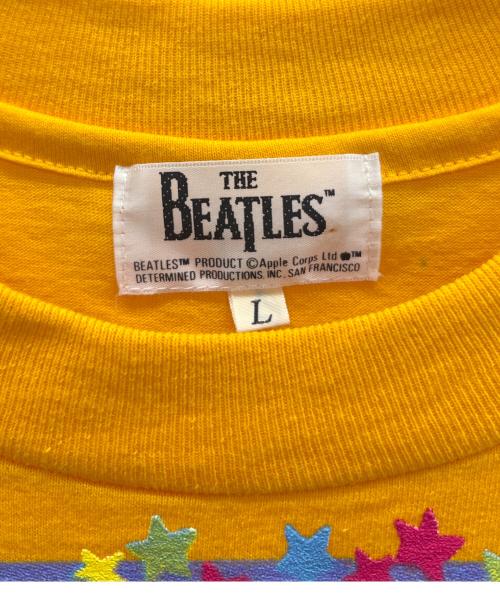 THE
BEATLES™
BEATLES™ PRODUCT ©Apple Corps Ltd ™
DETERMINED PRODUCTIONS, INC. SAN FRANCISCO
L